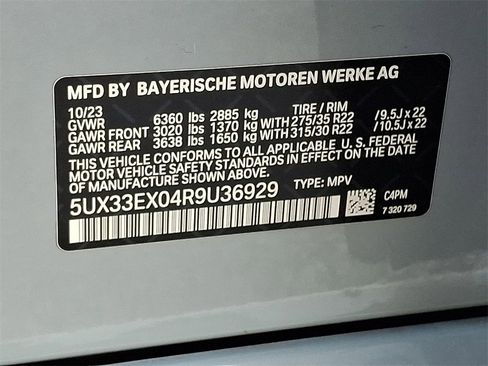 MFD BY BAYERISCHE MOTOREN WERKE AG
10/23 TIRE / RIM
GVWR 6360 lbs 2885 kg
GAWR FRONT 3020 lbs 1370 kg WITH 275/35 R22 / 9.5J x 22
GAWR REAR 3638 lbs 1650 kg WITH 315/30 R22 / 10.5J x 22
THIS VEHICLE CONFORMS TO ALL APPLICABLE U.S. FEDERAL
MOTOR VEHICLE SAFETY STANDARDS IN EFFECT ON THE
DATE OF MANUFACTURE SHOWN ABOVE.
5UX33EX04R9U36929 TYPE: MPV
C4PM
7 320 729